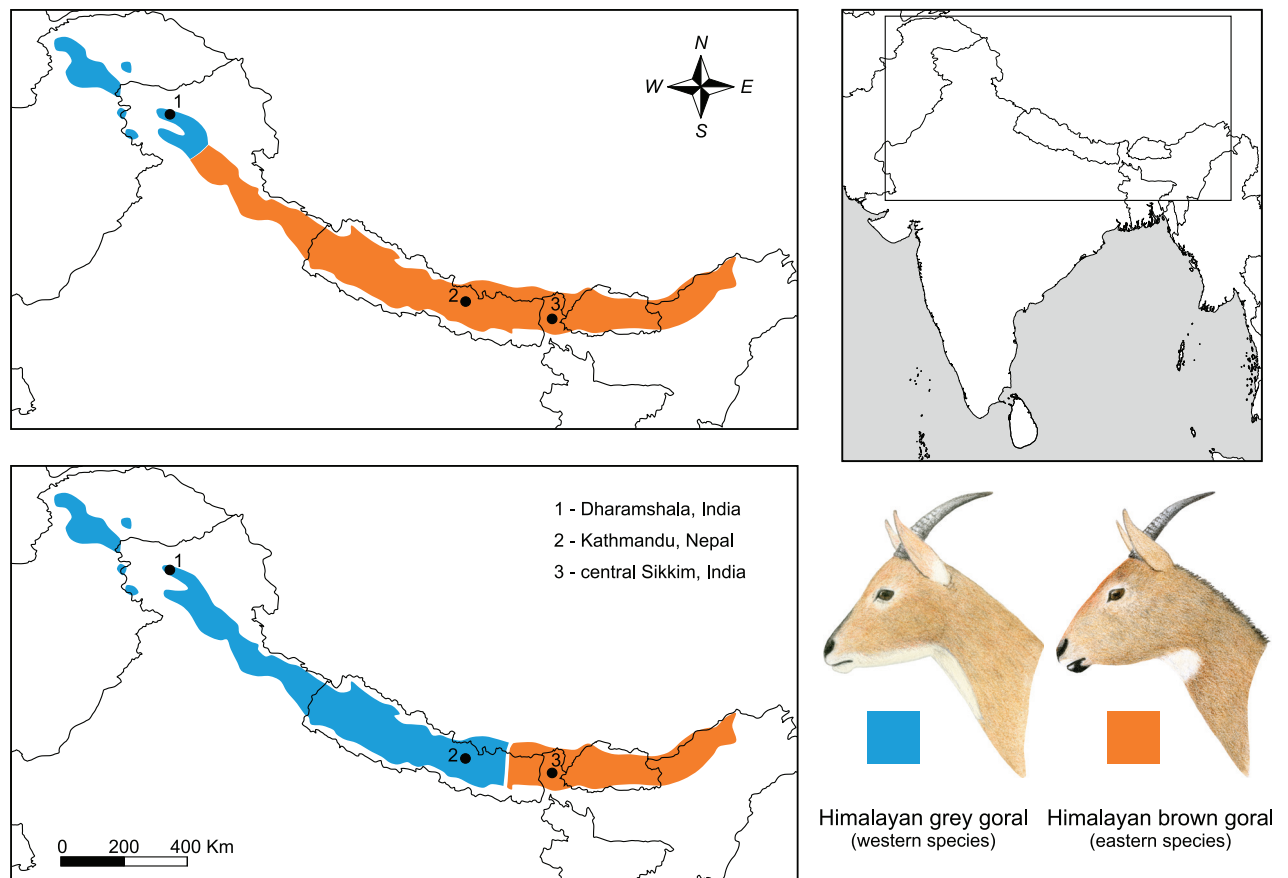 N
W E
S
1
2
3
1 - Dharamshala, India
2 - Kathmandu, Nepal
3 - central Sikkim, India
1
2
3
0 200 400 Km
Himalayan grey goral
(western species)
Himalayan brown goral
(eastern species)